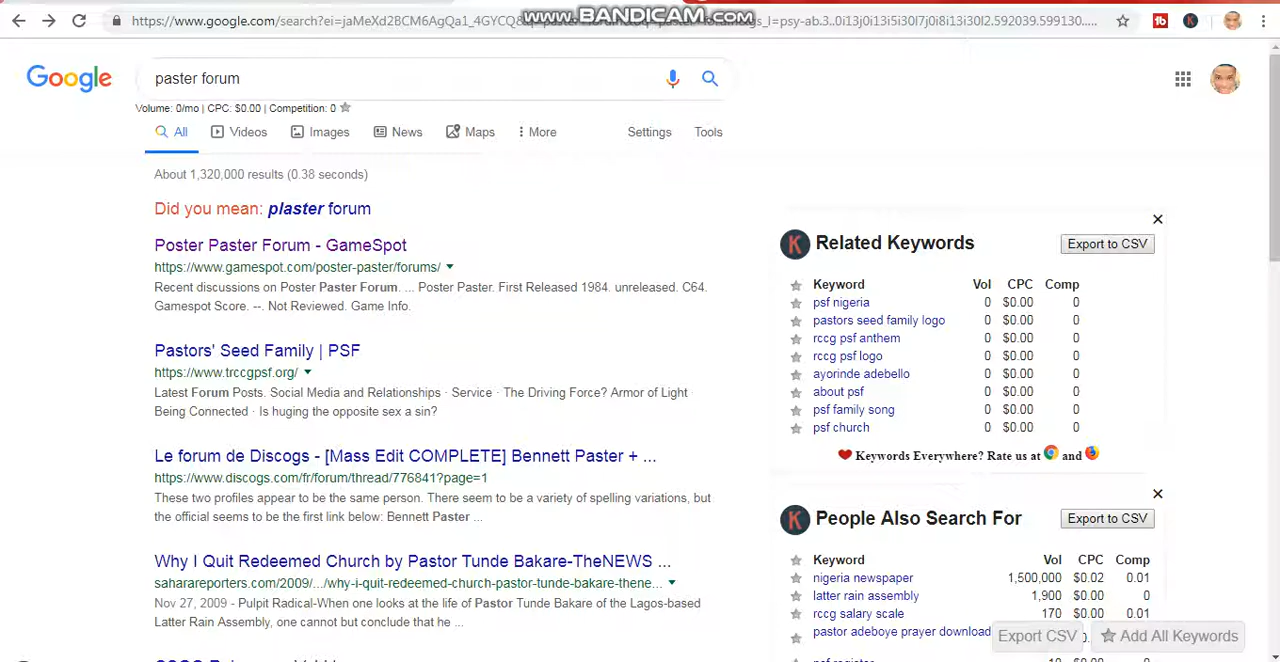 https://www.google.com/search?ei=jaMeXd2BCM6AgQa1_4GYCQ&
www.BANDICAM.com
gs_l=psy-ab.3..0i13j0i13i5i30l7j0i8i13i30l2.592039.599130....
Google
paster forum
Volume: 0/mo | CPC: $0.00 | Competition: 0
All Videos Images News Maps More Settings Tools
About 1,320,000 results (0.38 seconds)
Did you mean: plaster forum
Poster Paster Forum - GameSpot
https://www.gamespot.com/poster-paster/forums/
Recent discussions on Poster Paster Forum. ... Poster Paster. First Released 1984. unreleased. C64.
Gamespot Score. --. Not Reviewed. Game Info.
Pastors' Seed Family | PSF
https://www.trccgpsf.org/
Latest Forum Posts. Social Media and Relationships · Service · The Driving Force? Armor of Light ·
Being Connected · Is huging the opposite sex a sin?
Le forum de Discogs - [Mass Edit COMPLETE] Bennett Paster + ...
https://www.discogs.com/fr/forum/thread/776841?page=1
These two profiles appear to be the same person. There seem to be a variety of spelling variations, but
the official seems to be the first link below: Bennett Paster ...
Why I Quit Redeemed Church by Pastor Tunde Bakare-TheNEWS ...
saharareporters.com/2009/.../why-i-quit-redeemed-church-pastor-tunde-bakare-thene...
Nov 27, 2009 - Pulpit Radical-When one looks at the life of Pastor Tunde Bakare of the Lagos-based
Latter Rain Assembly, one cannot but conclude that he ...
Related Keywords Export to CSV
Keyword Vol CPC Comp
psf nigeria 0 $0.00 0
pastors seed family logo 0 $0.00 0
rccg psf anthem 0 $0.00 0
rccg psf logo 0 $0.00 0
ayorinde adebello 0 $0.00 0
about psf 0 $0.00 0
psf family song 0 $0.00 0
psf church 0 $0.00 0
Keywords Everywhere? Rate us at and
People Also Search For Export to CSV
Keyword Vol CPC Comp
nigeria newspaper 1,500,000 $0.02 0.01
latter rain assembly 1,900 $0.00 0
rccg salary scale 170 $0.00 0.01
pastor adeboye prayer download
Export CSV Add All Keywords